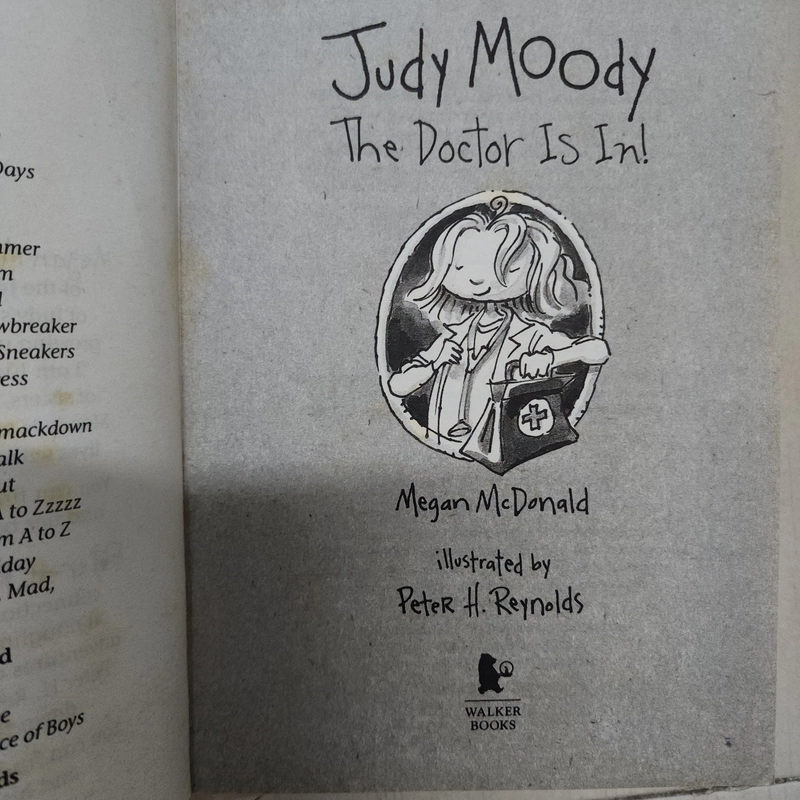 Days
wbreaker
Sneakers
ess
mackdown
alk
ut
A to Zzzzz
m A to Z
day
Mad,
d
e
ce of Boys
ds
Judy Moody
The Doctor Is In!
Megan McDonald
illustrated by
Peter H. Reynolds
WALKER
BOOKS